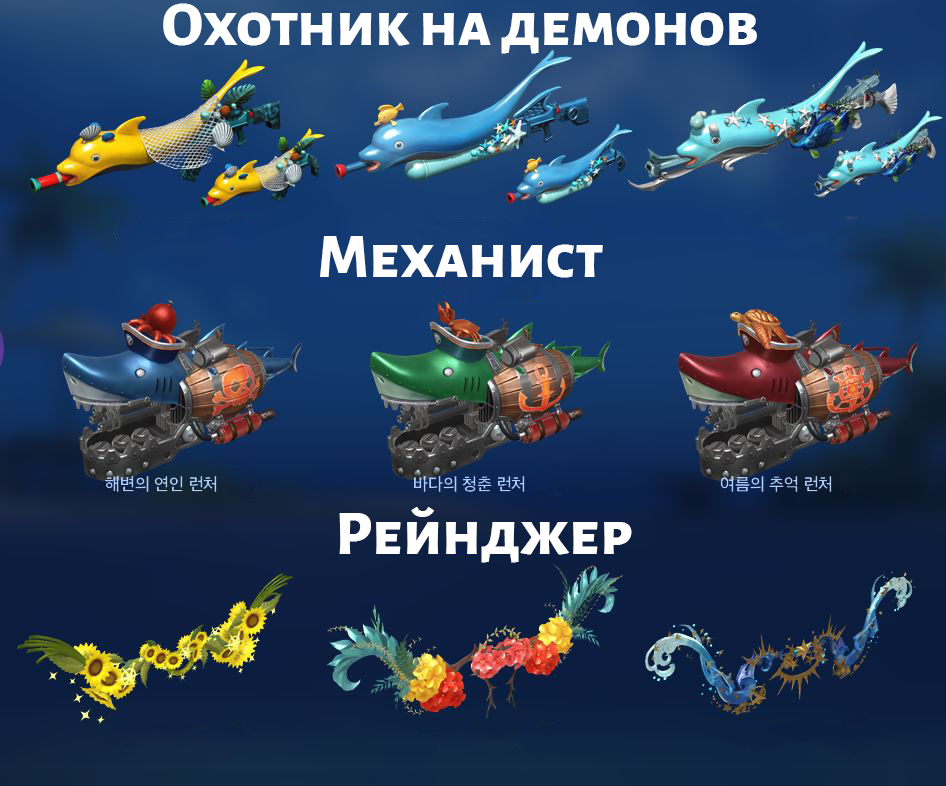 Охотник на демонов
Механист
해변의 연인 런처
바다의 청춘 런처
여름의 추억 런처
Рейнджер